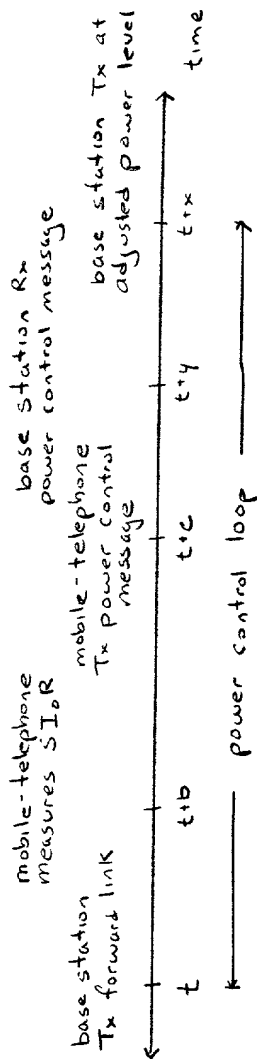 base station
Tx forward link
mobile-telephone
measures SI₀R
mobile-telephone
Tx power control
message
base station Rx
power control message
base station Tx at
adjusted power level
t
t+b
t+c
t+y
t+x
time
power control loop